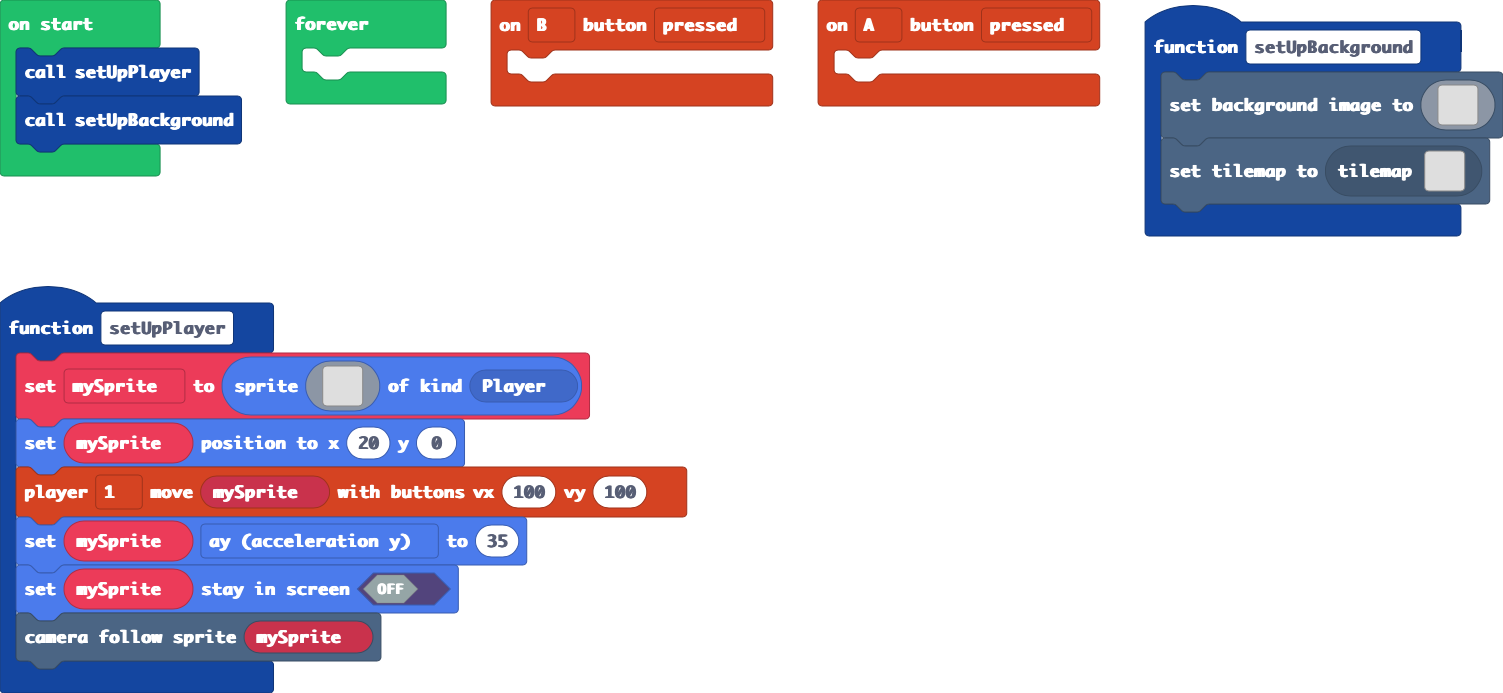 on start
call setUpPlayer
call setUpBackground
forever
on B button pressed
on A button pressed
function setUpBackground
set background image to
set tilemap to tilemap
function setUpPlayer
set mySprite to sprite of kind Player
set mySprite position to x 20 y 0
player 1 move mySprite with buttons vx 100 vy 100
set mySprite ay (acceleration y) to 35
set mySprite stay in screen OFF
camera follow sprite mySprite